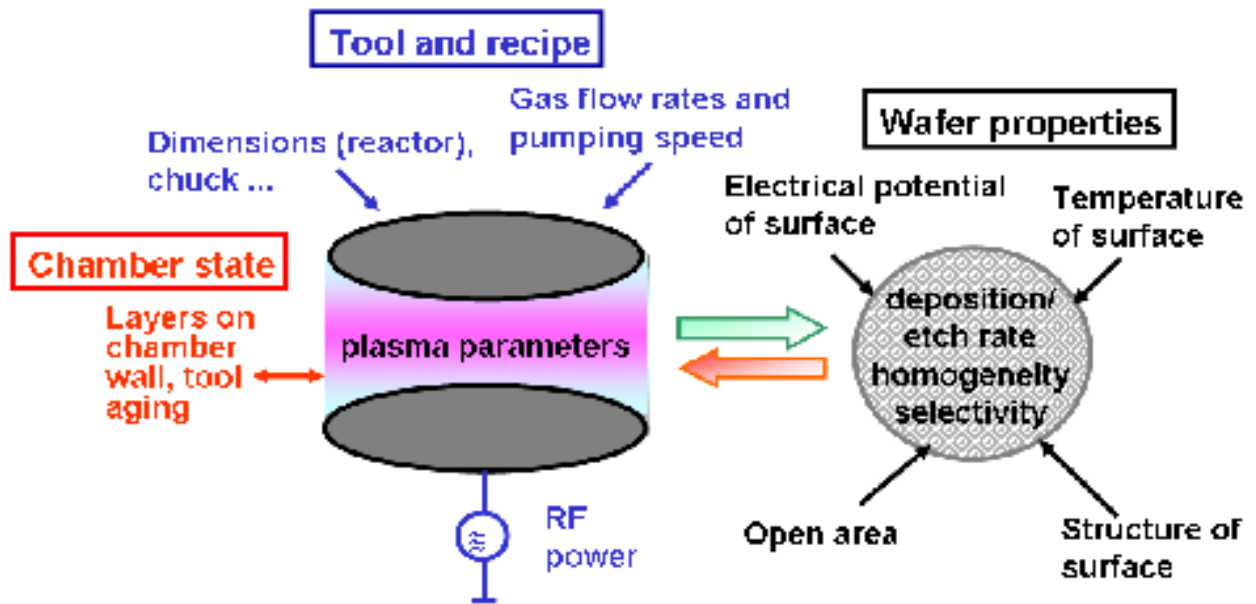 Tool and recipe
Gas flow rates and
pumping speed
Dimensions (reactor),
chuck ...
Wafer properties
Electrical potential
of surface
Temperature
of surface
Chamber state
Layers on
chamber
wall, tool
aging
plasma parameters
deposition/
etch rate
homogeneity
selectivity
RF
power
Open area
Structure of
surface